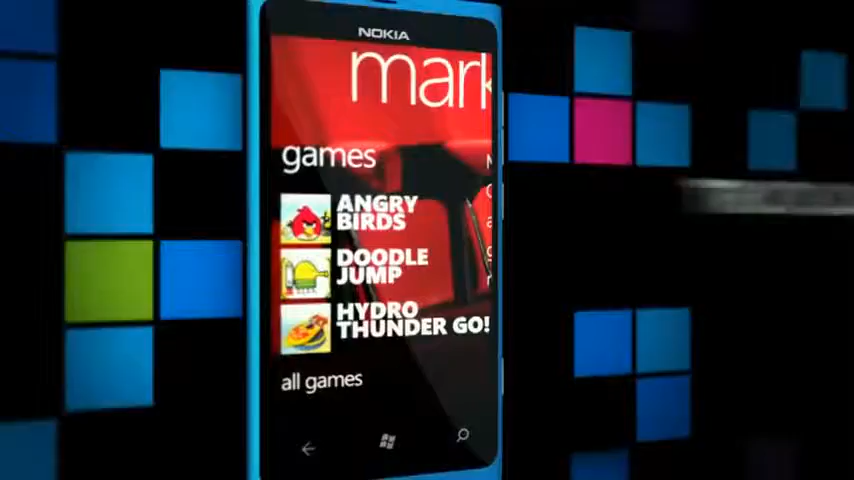 NOKIA
mark
games
ANGRY
BIRDS
DOODLE
JUMP
HYDRO
THUNDER GO!
all games